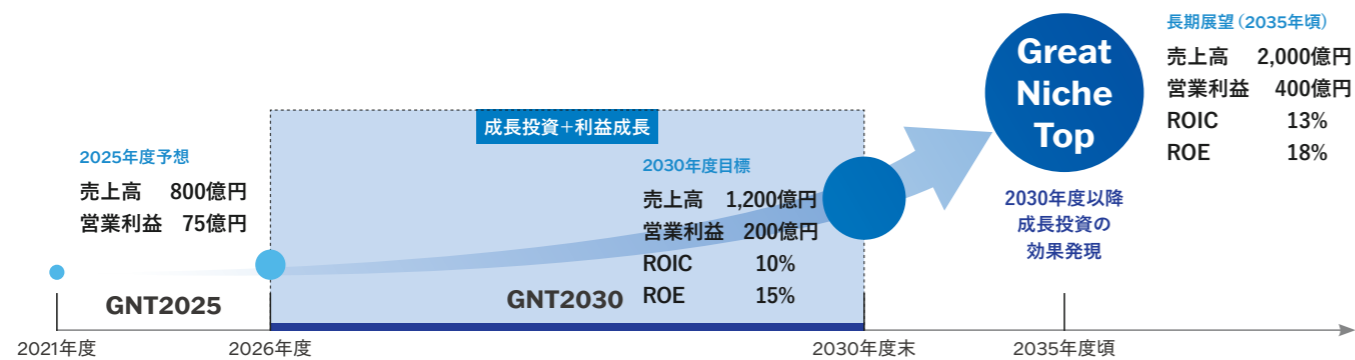 2025年度予想
売上高 800億円
営業利益 75億円
GNT2025
成長投資+利益成長
2030年度目標
売上高 1,200億円
営業利益 200億円
ROIC 10%
ROE 15%
GNT2030
Great
Niche
Top
2030年度以降
成長投資の
効果発現
長期展望(2035年頃)
売上高 2,000億円
営業利益 400億円
ROIC 13%
ROE 18%
2021年度
2026年度
2030年度末
2035年度頃